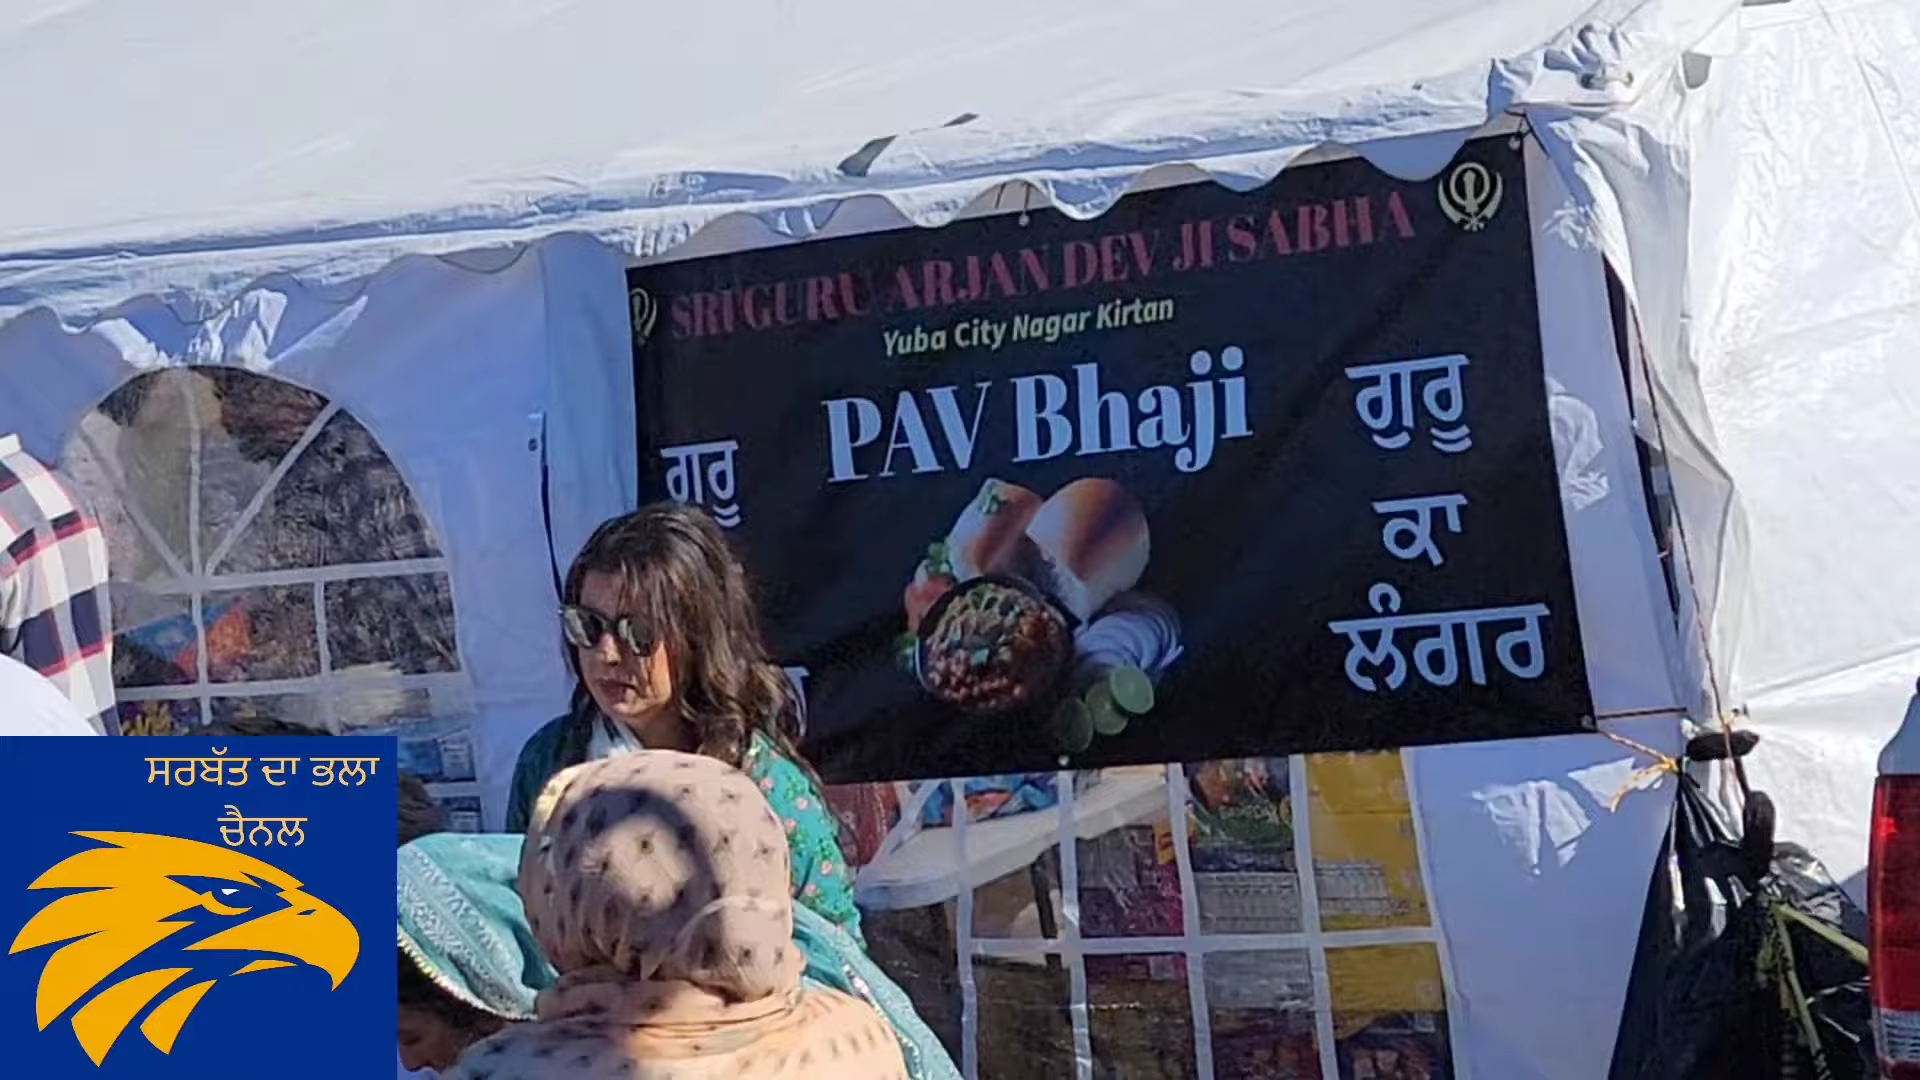 SRI GURU ARJAN DEV JI SABHA
Yuba City Nagar Kirtan
PAV Bhaji
ਗੁਰੂ
ਗੁਰੂ
ਕਾ
ਲੰਗਰ
ਸਰਬੱਤ ਦਾ ਭਲਾ
ਚੈਨਲ